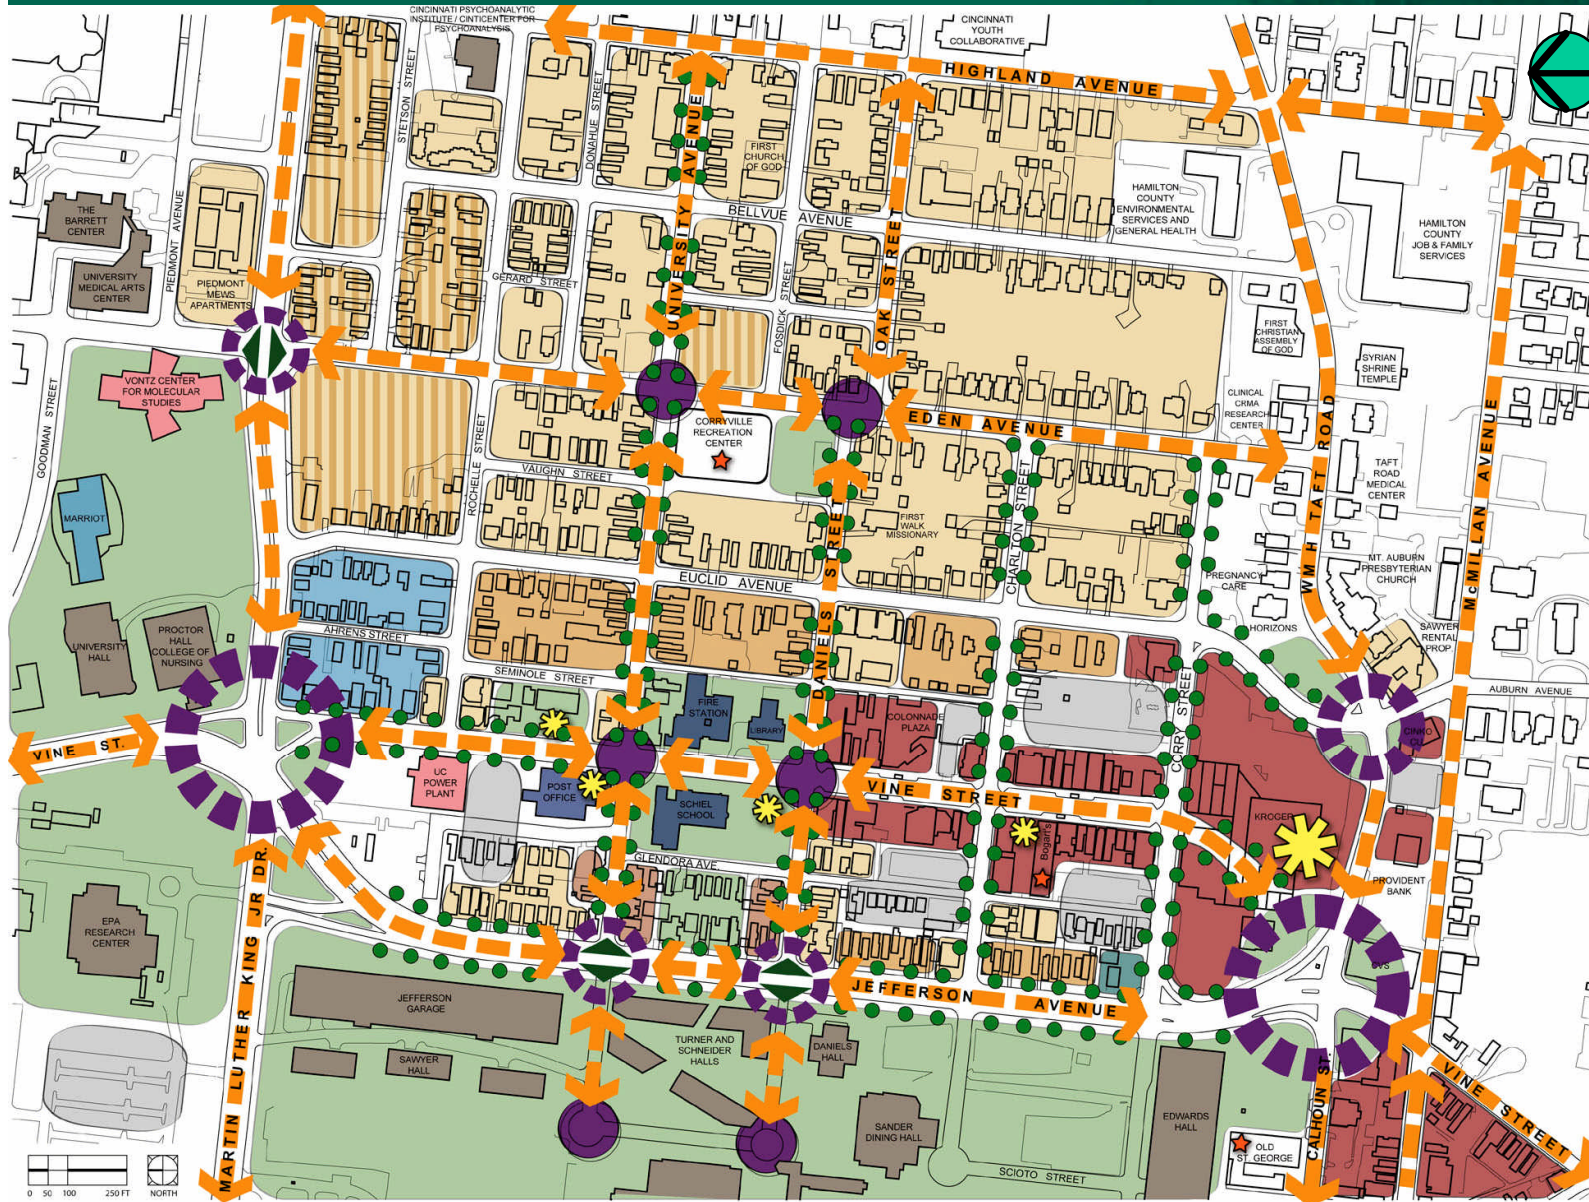 CINCINNATI PSYCHOANALYTIC
INSTITUTE / CINTICENTER FOR
PSYCHOANALYSIS
CINCINNATI
YOUTH
COLLABORATIVE
HIGHLAND AVENUE
STETSON STREET
DONAHUE STREET
UNIVERSITY AVENUE
FIRST
CHURCH
OF GOD
PIEDMONT AVENUE
THE
BARRETT
CENTER
UNIVERSITY
MEDICAL ARTS
CENTER
PIEDMONT
MEWS
APARTMENTS
BELLVUE AVENUE
HAMILTON
COUNTY
ENVIRONMENTAL
SERVICES AND
GENERAL HEALTH
HAMILTON
COUNTY
JOB & FAMILY
SERVICES
GERARD STREET
FOSDICK STREET
OAK STREET
FIRST
CHRISTIAN
ASSEMBLY
OF GOD
SYRIAN
SHRINE
TEMPLE
VONTZ CENTER
FOR MOLECULAR
STUDIES
GOODMAN STREET
CLINICAL
CRMA
RESEARCH
CENTER
CORRYVILLE
RECREATION
CENTER
EDEN AVENUE
ROCHELLE STREET
VAUGHN STREET
CHARLTON STREET
WMH TAFT ROAD
McMILLAN AVENUE
TAFT
ROAD
MEDICAL
CENTER
MARRIOT
FIRST
WALK
MISSIONARY
DANIELS STREET
EUCLID AVENUE
PREGNANCY
CARE
MT. AUBURN
PRESBYTERIAN
CHURCH
HORIZONS
SAWYER
RENTAL
PROP.
UNIVERSITY
HALL
PROCTOR
HALL
COLLEGE OF
NURSING
AHRENS STREET
SEMINOLE STREET
AUBURN AVENUE
FIRE
STATION
LIBRARY
COLONNADE
PLAZA
CORRY STREET
CINKO
CU
VINE ST.
UC
POWER
PLANT
POST
OFFICE
SCHIEL
SCHOOL
VINE STREET
KROGER
Bogart's
GLENDORA AVE.
PROVIDENT
BANK
EPA
RESEARCH
CENTER
MARTIN LUTHER KING JR DR.
CVS
JEFFERSON AVENUE
JEFFERSON
GARAGE
SAWYER
HALL
TURNER AND
SCHNEIDER
HALLS
DANIELS
HALL
SANDER
DINING HALL
EDWARDS
HALL
CALHOUN ST.
VINE STREET
OLD
ST. GEORGE
SCIOTO STREET
0 50 100 250 FT
NORTH